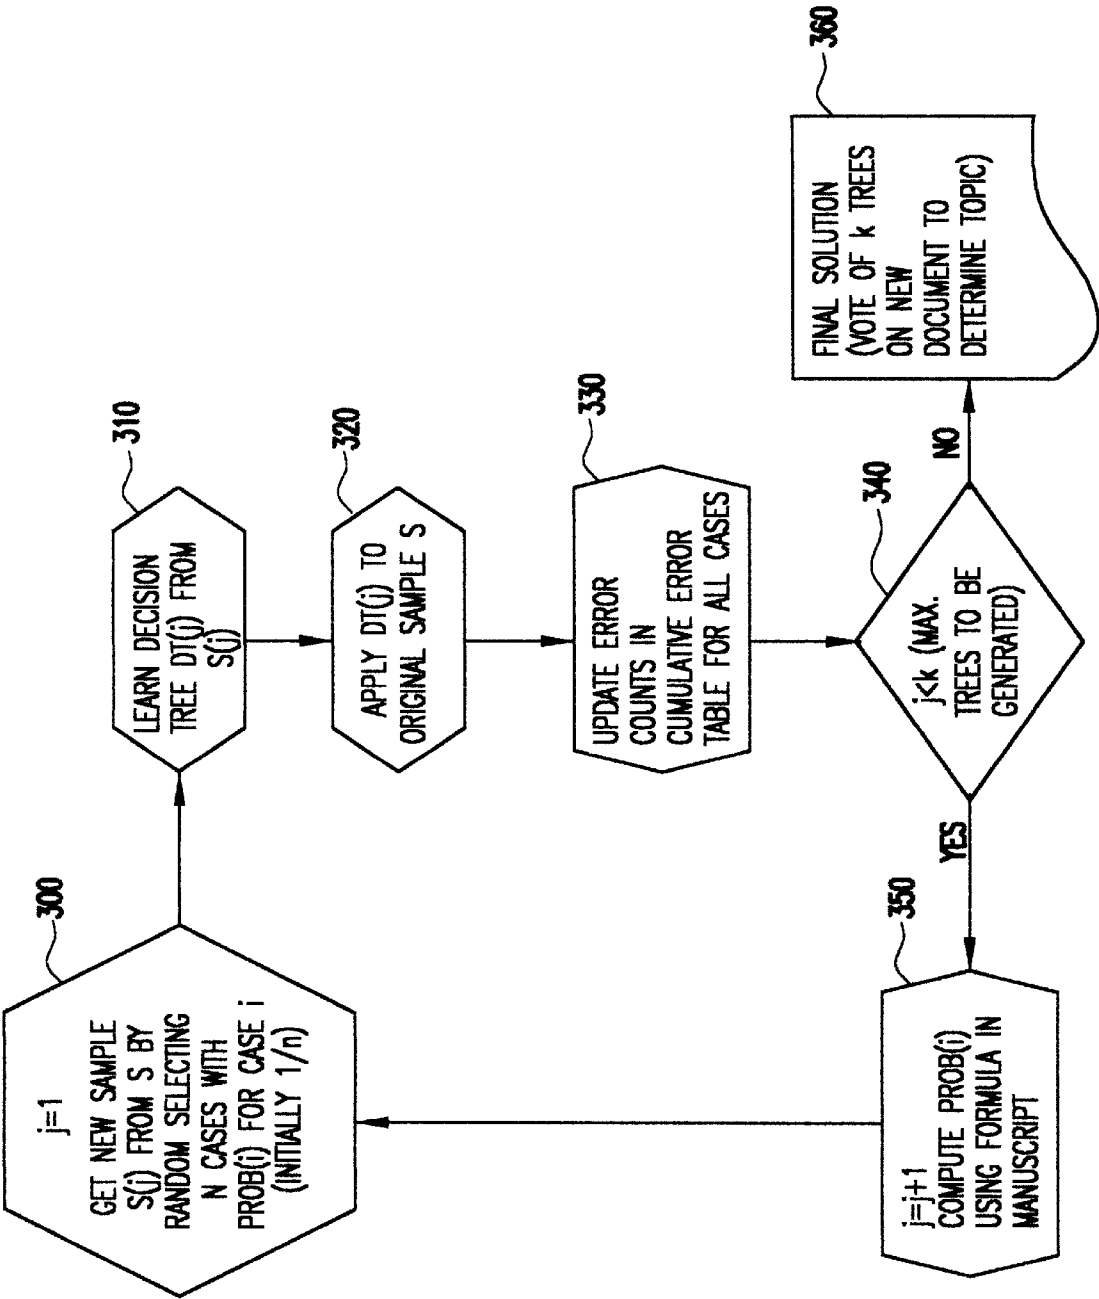 300
j=1
GET NEW SAMPLE
S(j) FROM S BY
RANDOM SELECTING
N CASES WITH
PROB(i) FOR CASE i
(INITIALLY 1/n)
310
LEARN DECISION
TREE DT(j) FROM
S(j)
320
APPLY DT(j) TO
ORIGINAL SAMPLE S
330
UPDATE ERROR
COUNTS IN
CUMULATIVE ERROR
TABLE FOR ALL CASES
340
j<k (MAX.
TREES TO BE
GENERATED)
YES
NO
350
j=j+1
COMPUTE PROB(i)
USING FORMULA IN
MANUSCRIPT
360
FINAL SOLUTION
(VOTE OF k TREES
ON NEW
DOCUMENT TO
DETERMINE TOPIC)